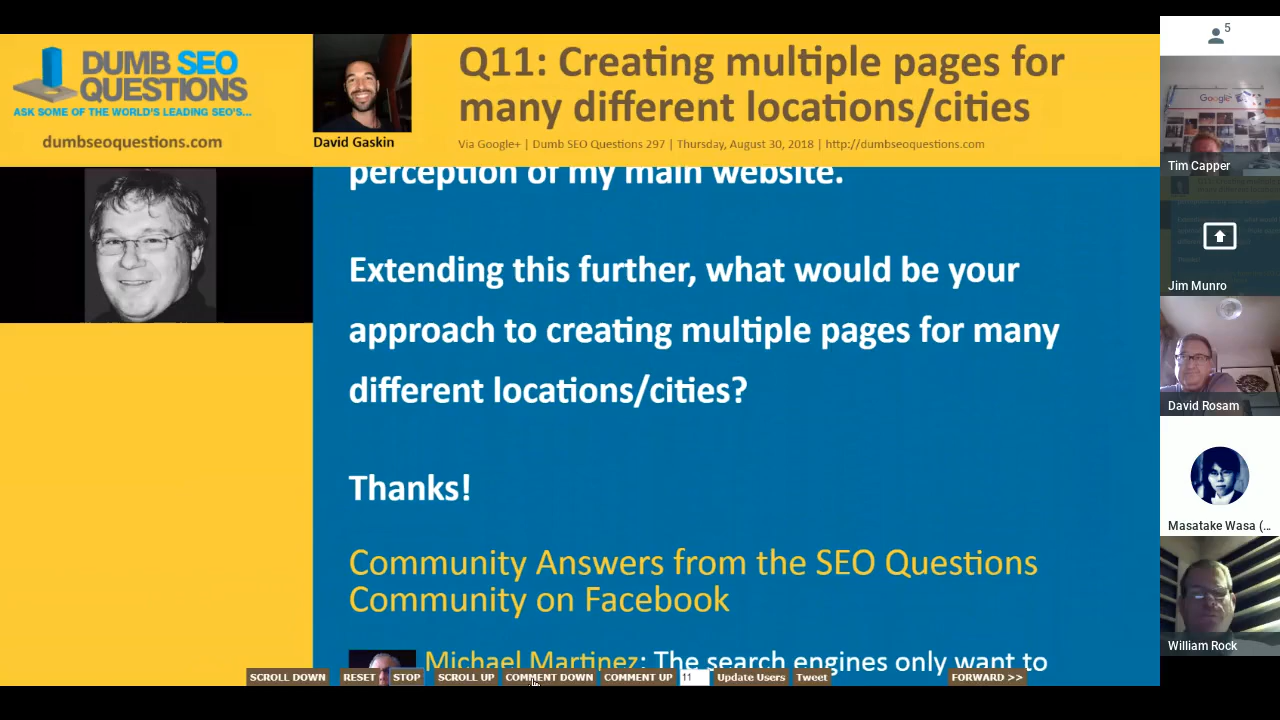 DUMB SEO
QUESTIONS
ASK SOME OF THE WORLD'S LEADING SEO'S...
dumbseoquestions.com
David Gaskin
Q11: Creating multiple pages for
many different locations/cities
Via Google+ | Dumb SEO Questions 297 | Thursday, August 30, 2018 | http://dumbseoquestions.com
perception of my main website.
Extending this further, what would be your
approach to creating multiple pages for many
different locations/cities?
Thanks!
Community Answers from the SEO Questions
Community on Facebook
Michael Martinez: The search engines only want to
SCROLL DOWN RESET STOP SCROLL UP COMMENT DOWN COMMENT UP 11 Update Users Tweet FORWARD >>
5
Google
Tim Capper
Jim Munro
David Rosam
Masatake Wasa (...
William Rock